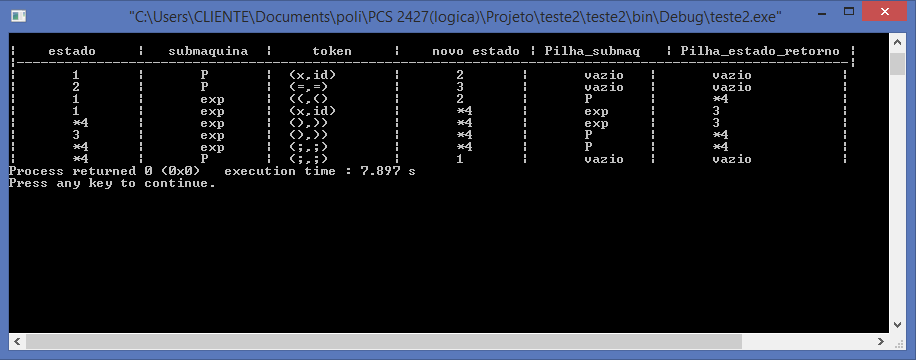 "C:\Users\CLIENTE\Documents\poli\PCS 2427(logica)\Projeto\teste2\teste2\bin\Debug\teste2.exe"
¦ estado ¦ submaquina ¦ token ¦ novo estado ¦ Pilha_submaq ¦ Pilha_estado_retorno ¦
¦-------------------------------------------------------------------------------------------------------¦
¦ 1 ¦ P ¦ (x,id) ¦ 2 ¦ vazio ¦ vazio ¦
¦ 2 ¦ P ¦ (=,=) ¦ 3 ¦ vazio ¦ vazio ¦
¦ 1 ¦ exp ¦ ((,() ¦ 2 ¦ P ¦ *4 ¦
¦ 1 ¦ exp ¦ (x,id) ¦ *4 ¦ exp ¦ 3 ¦
¦ *4 ¦ exp ¦ (),)) ¦ *4 ¦ exp ¦ 3 ¦
¦ 3 ¦ exp ¦ (),)) ¦ *4 ¦ P ¦ *4 ¦
¦ *4 ¦ exp ¦ (;,;) ¦ *4 ¦ P ¦ *4 ¦
¦ *4 ¦ P ¦ (;,;) ¦ 1 ¦ vazio ¦ vazio ¦
Process returned 0 (0x0) execution time : 7.897 s
Press any key to continue.